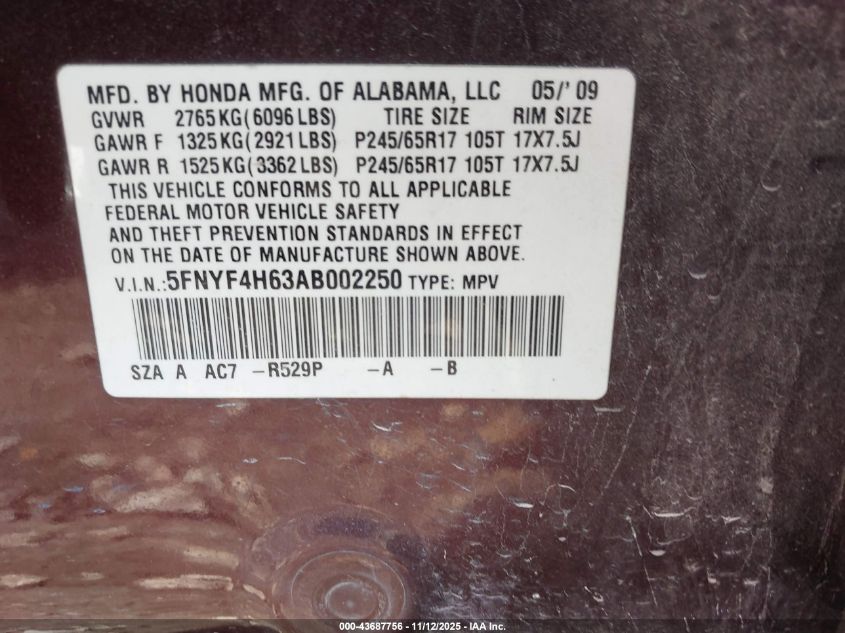 MFD. BY HONDA MFG. OF ALABAMA, LLC 05/'09
GVWR 2765KG(6096LBS) TIRE SIZE RIM SIZE
GAWR F 1325KG(2921LBS) P245/65R17 105T 17X7.5J
GAWR R 1525KG(3362LBS) P245/65R17 105T 17X7.5J
THIS VEHICLE CONFORMS TO ALL APPLICABLE
FEDERAL MOTOR VEHICLE SAFETY
AND THEFT PREVENTION STANDARDS IN EFFECT
ON THE DATE OF MANUFACTURE SHOWN ABOVE.
V.I.N.:5FNYF4H63AB002250 TYPE: MPV
SZA A AC7 -R529P -A -B
000-43687756 - 11/12/2025 - IAA Inc.